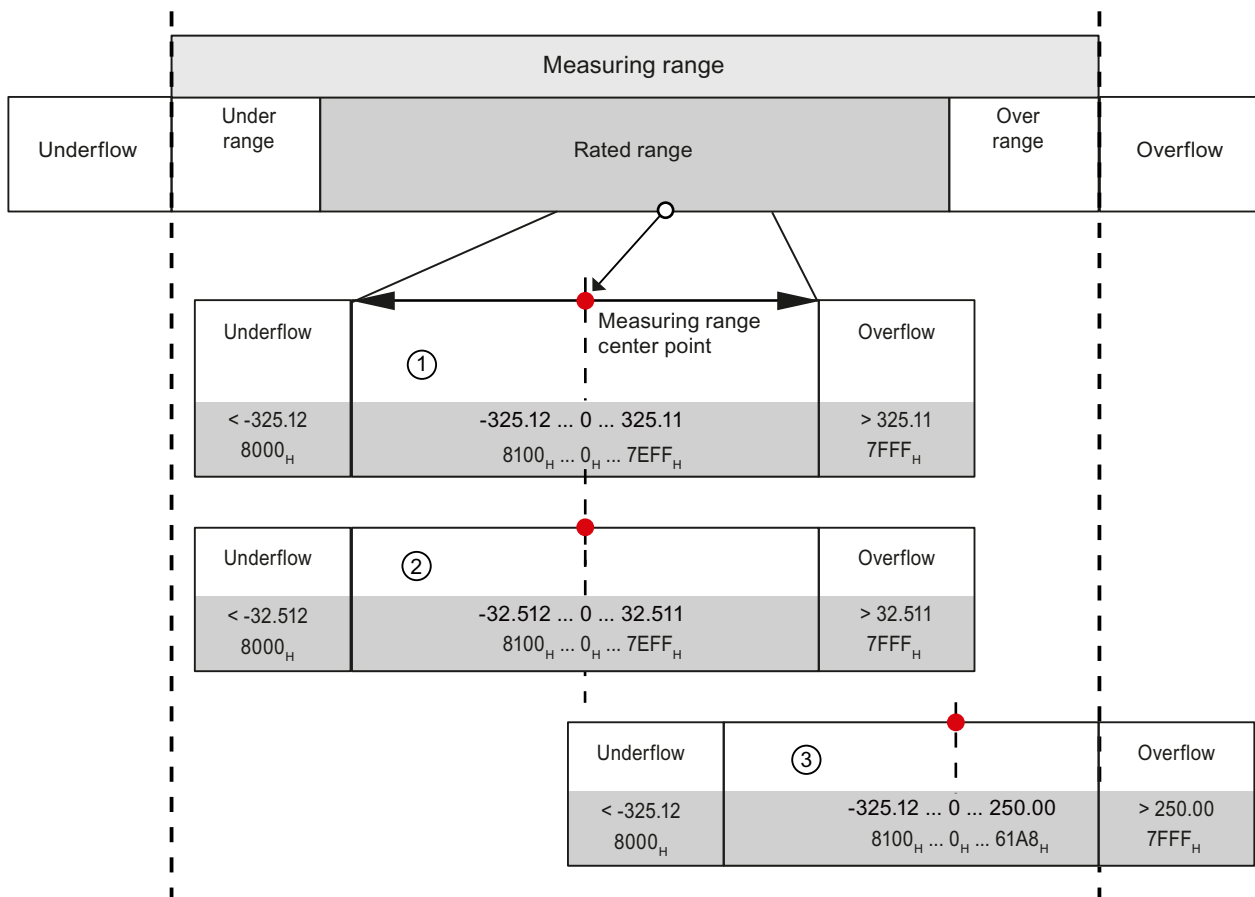 Measuring range
Underflow
Under
range
Rated range
Over
range
Overflow
Underflow
①
Measuring range
center point
Overflow
< -325.12
8000H
-325.12 ... 0 ... 325.11
8100H ... 0H ... 7EFFH
> 325.11
7FFFH
Underflow
②
Overflow
< -32.512
8000H
-32.512 ... 0 ... 32.511
8100H ... 0H ... 7EFFH
> 32.511
7FFFH
Underflow
③
Overflow
< -325.12
8000H
-325.12 ... 0 ... 250.00
8100H ... 0H ... 61A8H
> 250.00
7FFFH